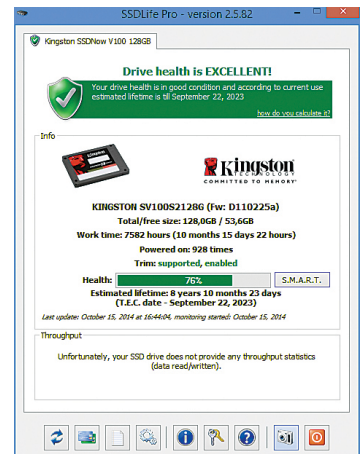 SSDLife Pro - version 2.5.82
Kingston SSDNow V100 128GB
Drive health is EXCELLENT!
Your drive health is in good condition and according to current use
estimated lifetime is till September 22, 2023
how do you calculate it?
Info
Kingston
TECHNOLOGY
COMMITTED TO MEMORY
KINGSTON SV100S2128G (Fw: D110225a)
Total/free size: 128,0GB / 53,6GB
Work time: 7582 hours (10 months 15 days 22 hours)
Powered on: 928 times
Trim: supported, enabled
Health: 76% S.M.A.R.T.
Estimated lifetime: 8 years 10 months 23 days
(T.E.C. date - September 22, 2023)
Last update: October 15, 2014 at 16:44:04, monitoring started: October 15, 2014
Throughput
Unfortunately, your SSD drive does not provide any throughput statistics
(data read/written).